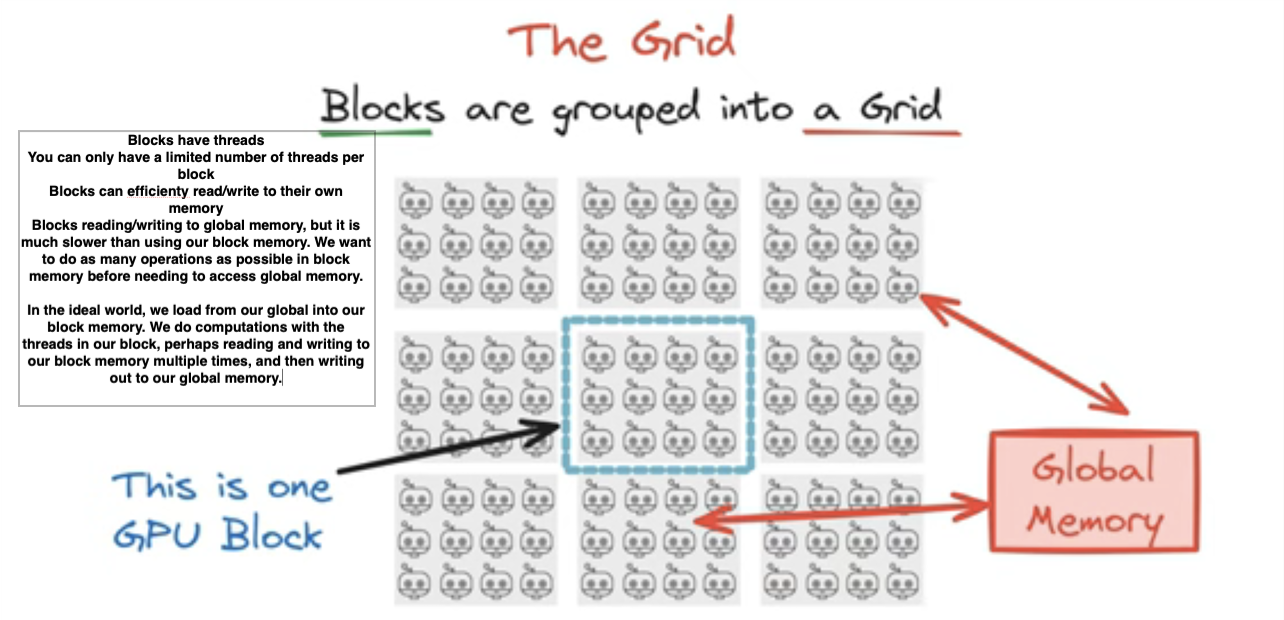 The Grid
Blocks are grouped into a Grid
Blocks have threads
You can only have a limited number of threads per
block
Blocks can efficienty read/write to their own
memory
Blocks reading/writing to global memory, but it is
much slower than using our block memory. We want
to do as many operations as possible in block
memory before needing to access global memory.
In the ideal world, we load from our global into our
block memory. We do computations with the
threads in our block, perhaps reading and writing to
our block memory multiple times, and then writing
out to our global memory.
This is one
GPU Block
Global
Memory